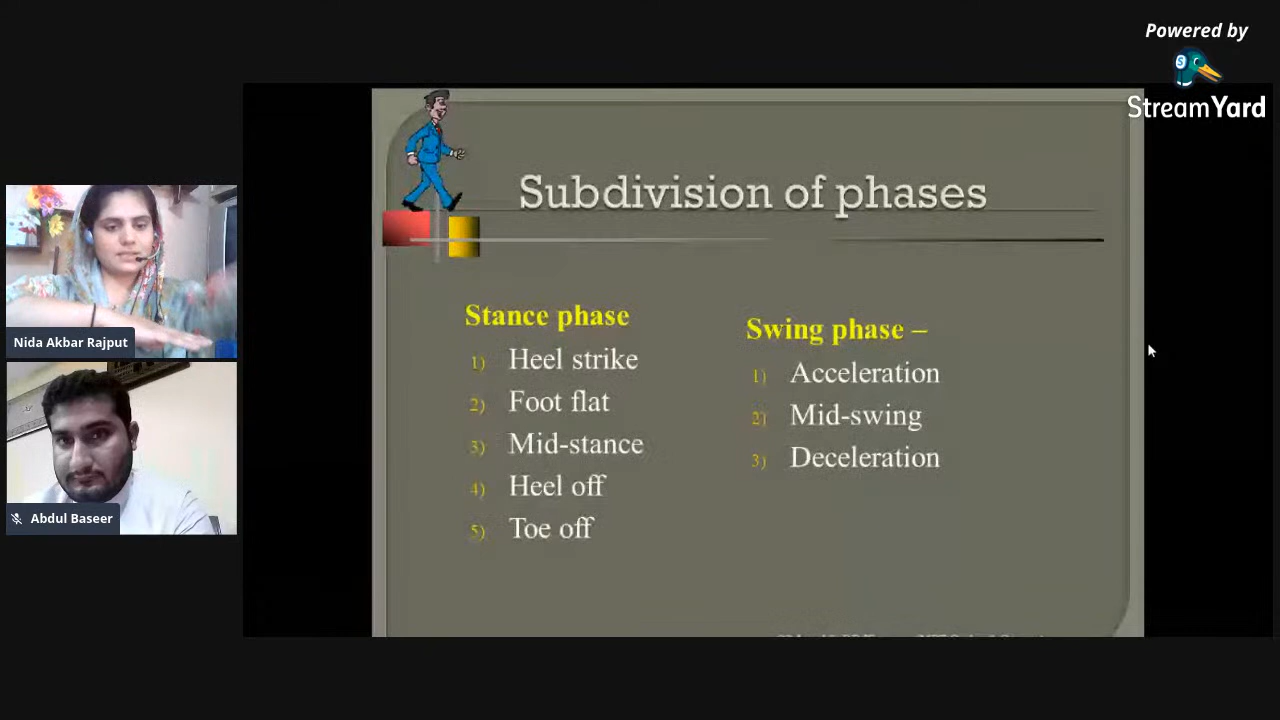 Powered by
StreamYard
Subdivision of phases
Stance phase
1) Heel strike
2) Foot flat
3) Mid-stance
4) Heel off
5) Toe off
Swing phase –
1) Acceleration
2) Mid-swing
3) Deceleration
Nida Akbar Rajput
Abdul Baseer